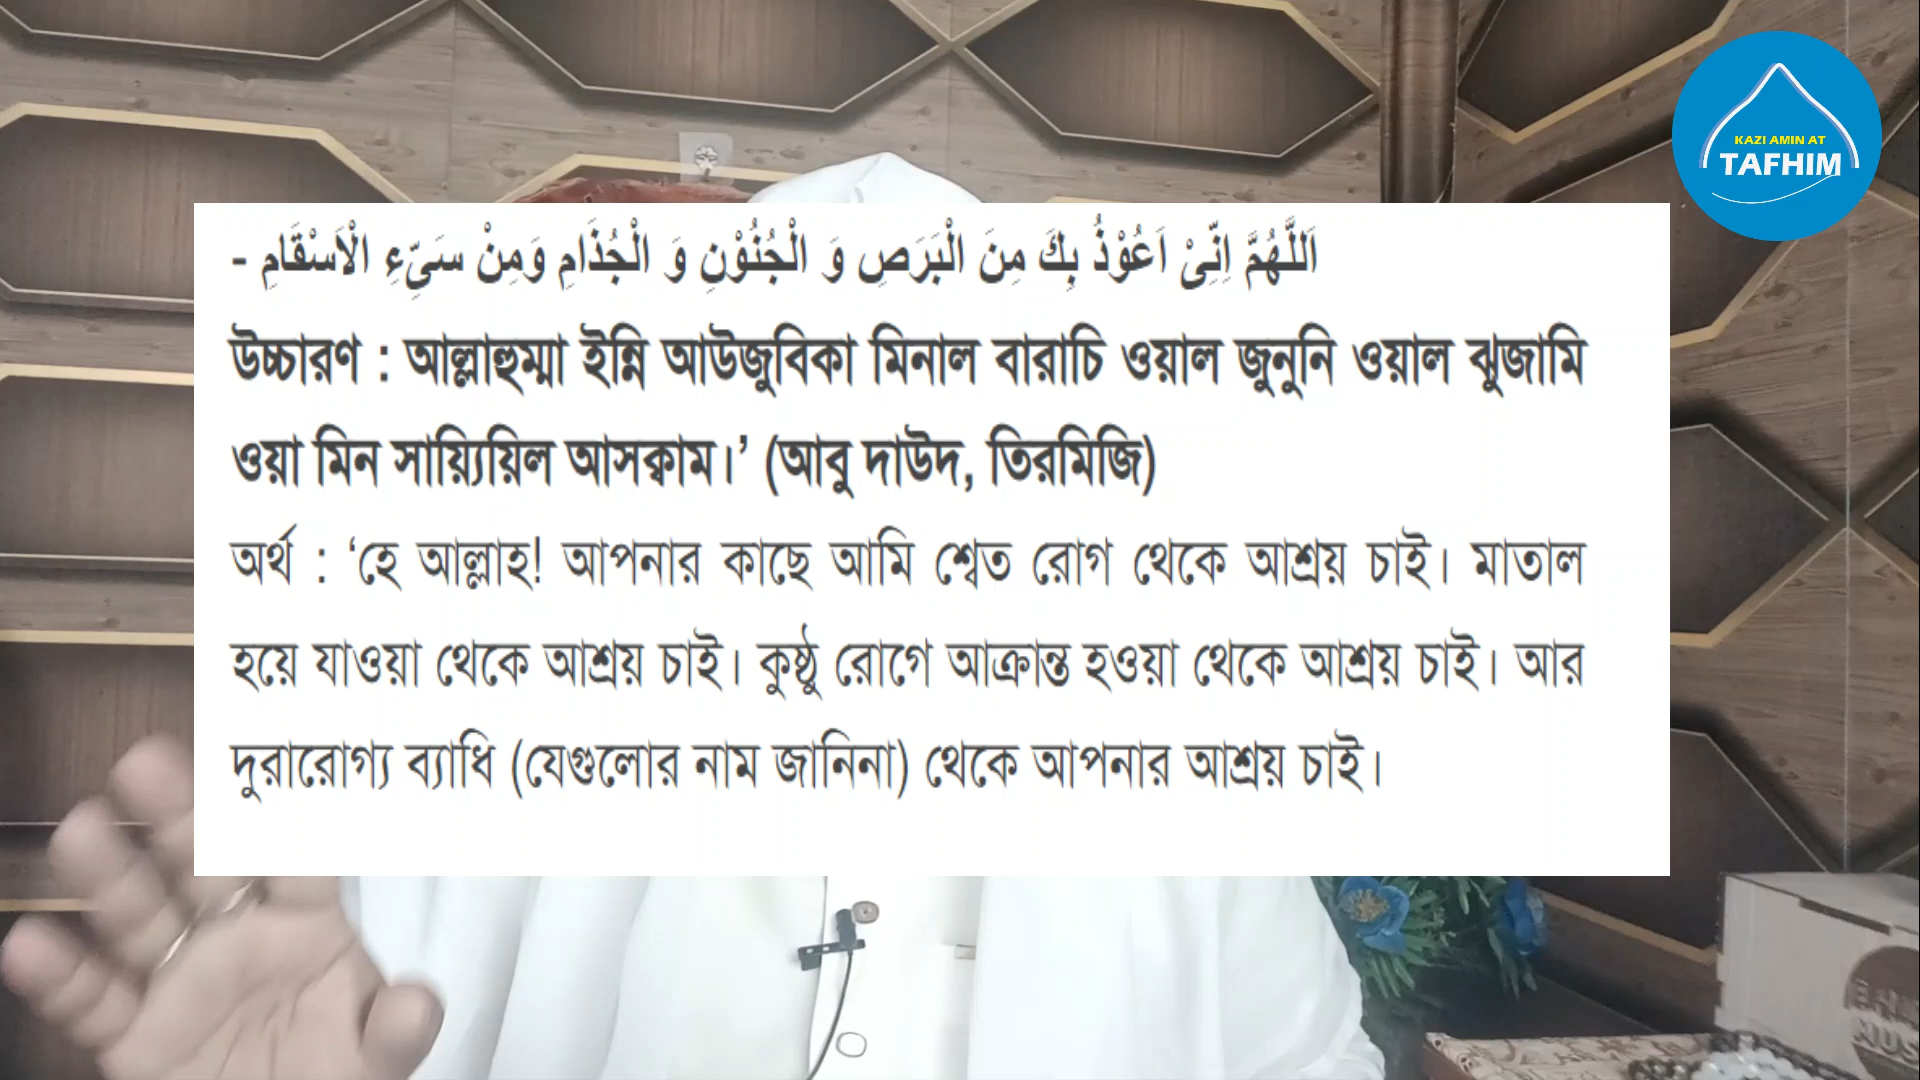 اَللَّهُمَّ اِنِّىْ اَعُوْذُ بِكَ مِنَ الْبَرَصِ وَ الْجُنُوْنِ وَ الْجُذَامِ وَمِنْ سَىِّءِ الْاَسْقَامِ -
উচ্চারণ : আল্লাহুম্মা ইন্নি আউজুবিকা মিনাল বারাচি ওয়াল জুনুনি ওয়াল ঝুজামি
ওয়া মিন সায়্যিয়িল আসক্বাম।’ (আবু দাউদ, তিরমিজি)
অর্থ : ‘হে আল্লাহ! আপনার কাছে আমি শ্বেত রোগ থেকে আশ্রয় চাই। মাতাল
হয়ে যাওয়া থেকে আশ্রয় চাই। কুষ্ঠু রোগে আক্রান্ত হওয়া থেকে আশ্রয় চাই। আর
দুরারোগ্য ব্যাধি (যেগুলোর নাম জানিনা) থেকে আপনার আশ্রয় চাই।
KAZI AMIN AT
TAFHIM